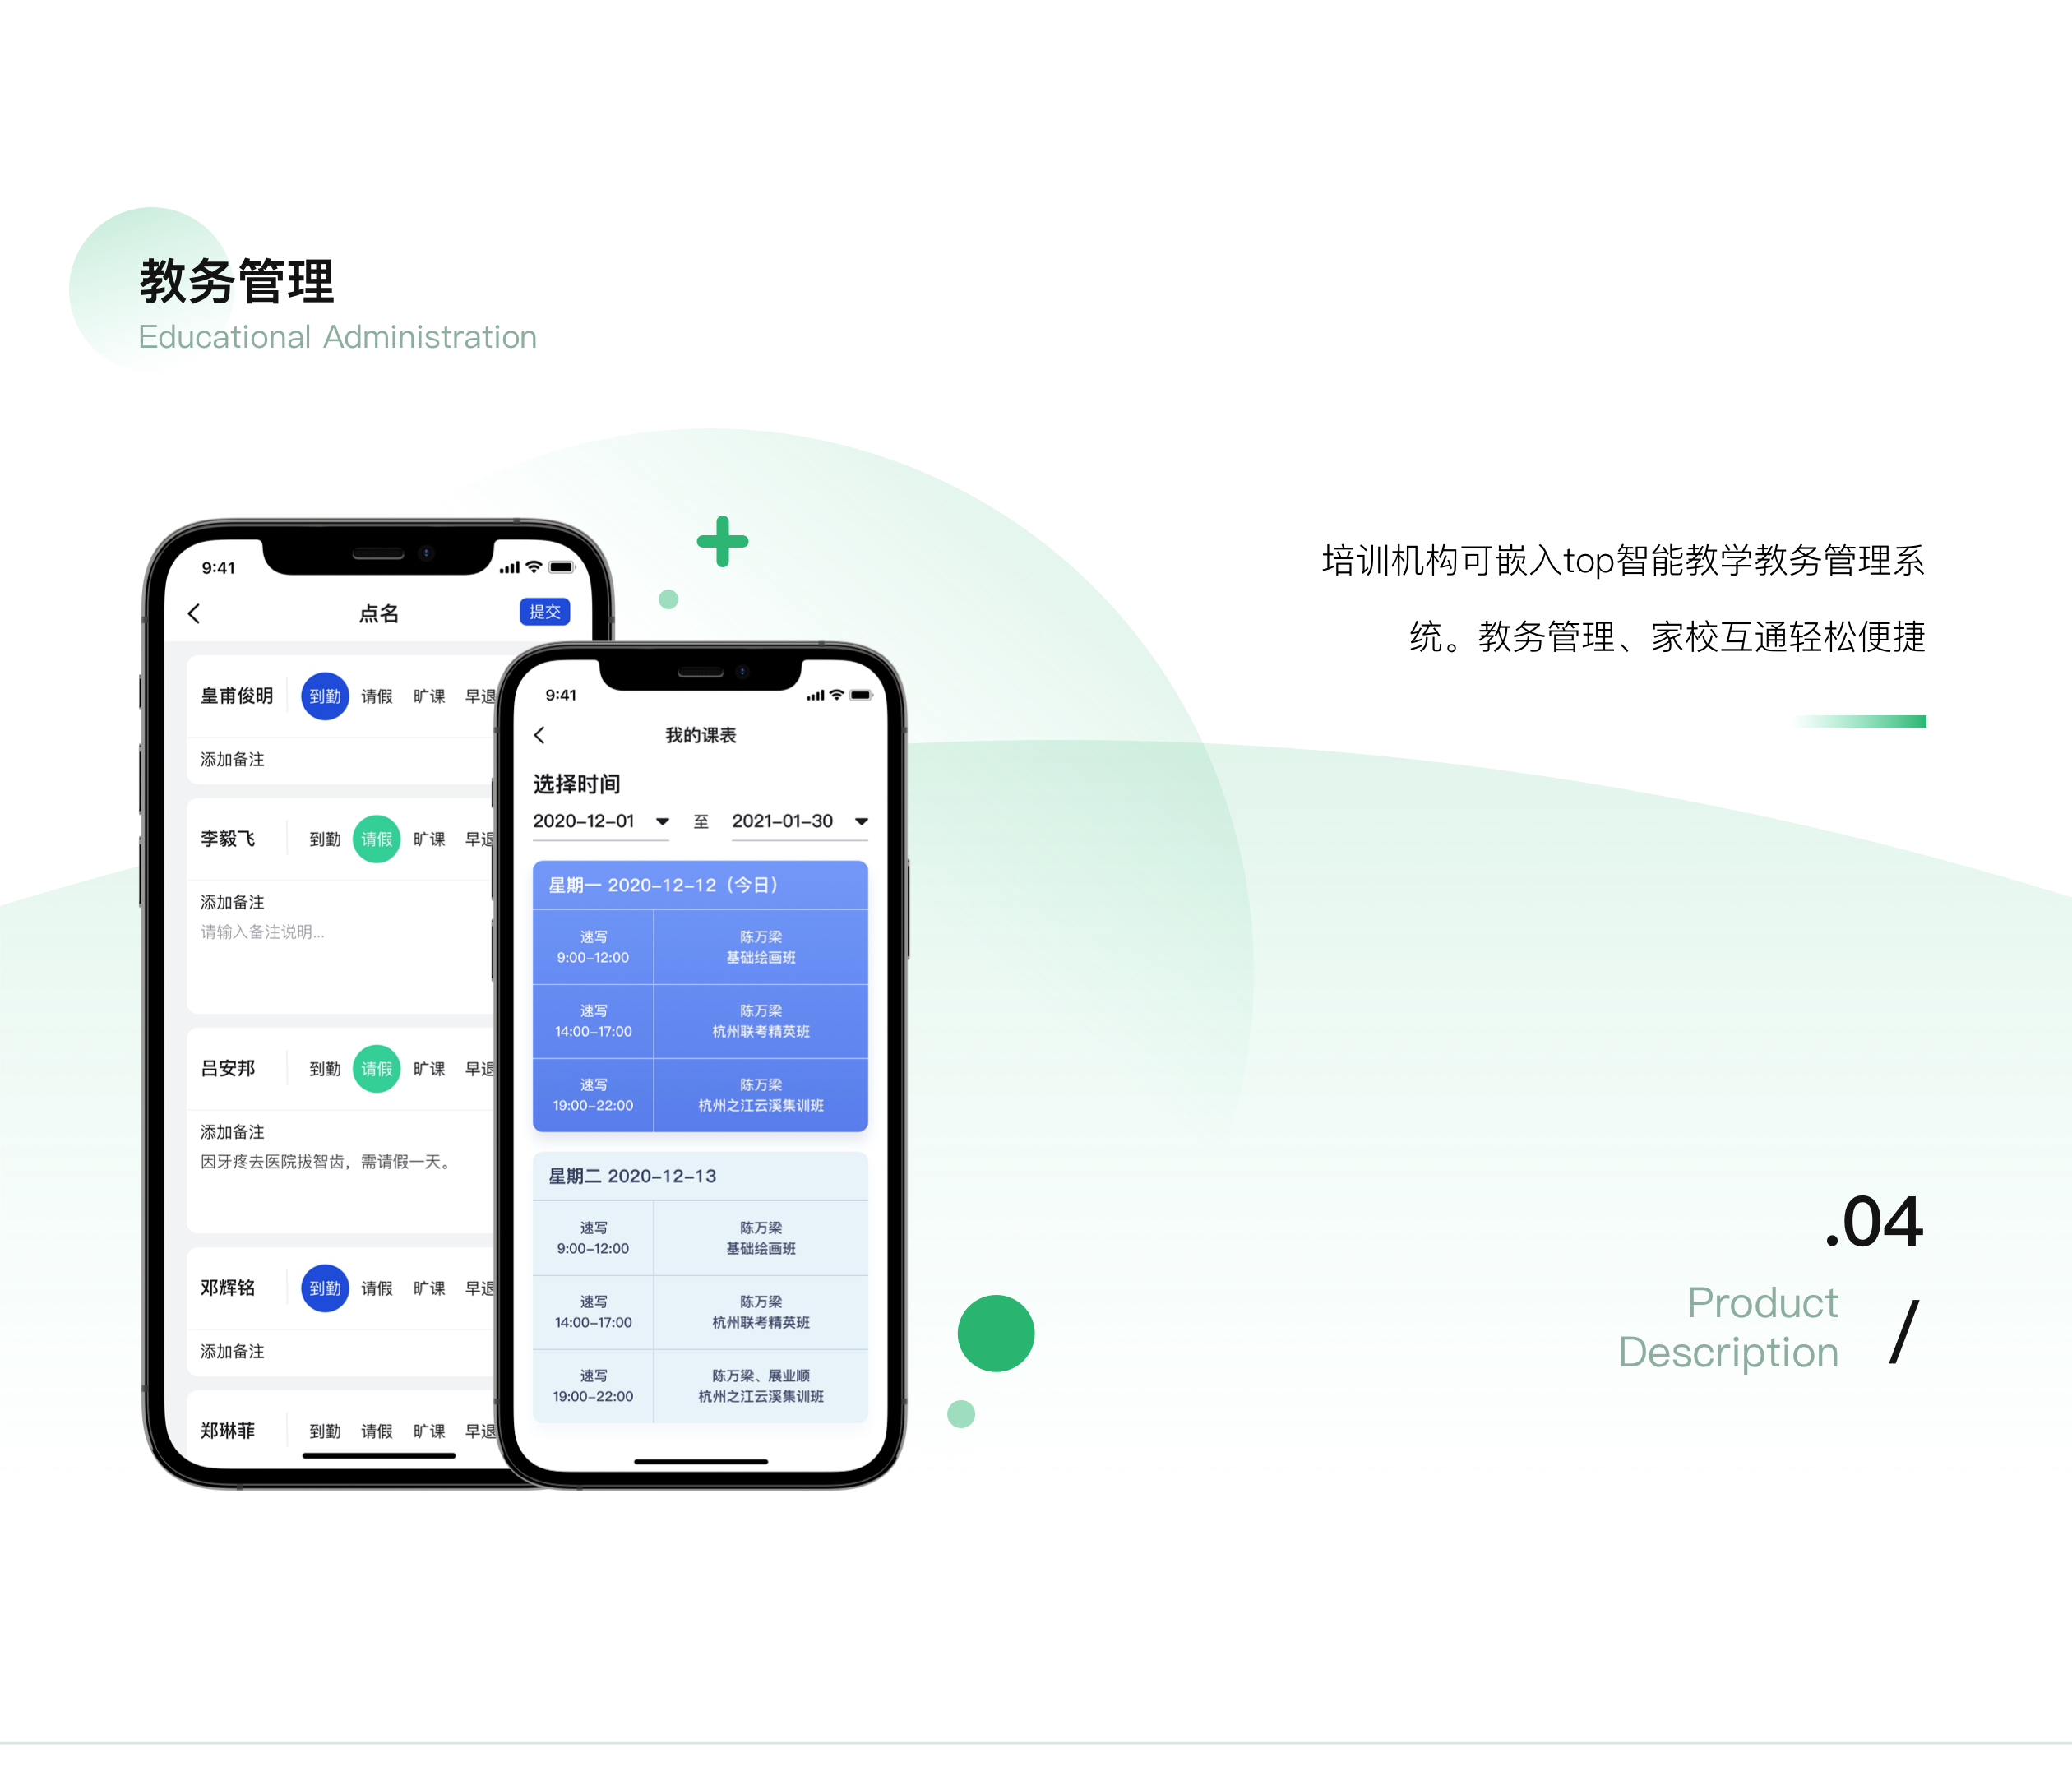 教务管理
Educational Administration
培训机构可嵌入top智能教学教务管理系
统。教务管理、家校互通轻松便捷
9:41
点名
提交
皇甫俊明 到勤 请假 旷课 早退
添加备注
李毅飞 到勤 请假 旷课 早退
添加备注
请输入备注说明...
吕安邦 到勤 请假 旷课 早退
添加备注
因牙疼去医院拔智齿，需请假一天。
邓辉铭 到勤 请假 旷课 早退
添加备注
郑琳菲 到勤 请假 旷课 早退
9:41
我的课表
选择时间
2020-12-01 至 2021-01-30
星期一 2020-12-12（今日）
速写
9:00-12:00
陈万梁
基础绘画班
速写
14:00-17:00
陈万梁
杭州联考精英班
速写
19:00-22:00
陈万梁
杭州之江云溪集训班
星期二 2020-12-13
速写
9:00-12:00
陈万梁
基础绘画班
速写
14:00-17:00
陈万梁
杭州联考精英班
速写
19:00-22:00
陈万梁、展业顺
杭州之江云溪集训班
.04
Product
Description
/